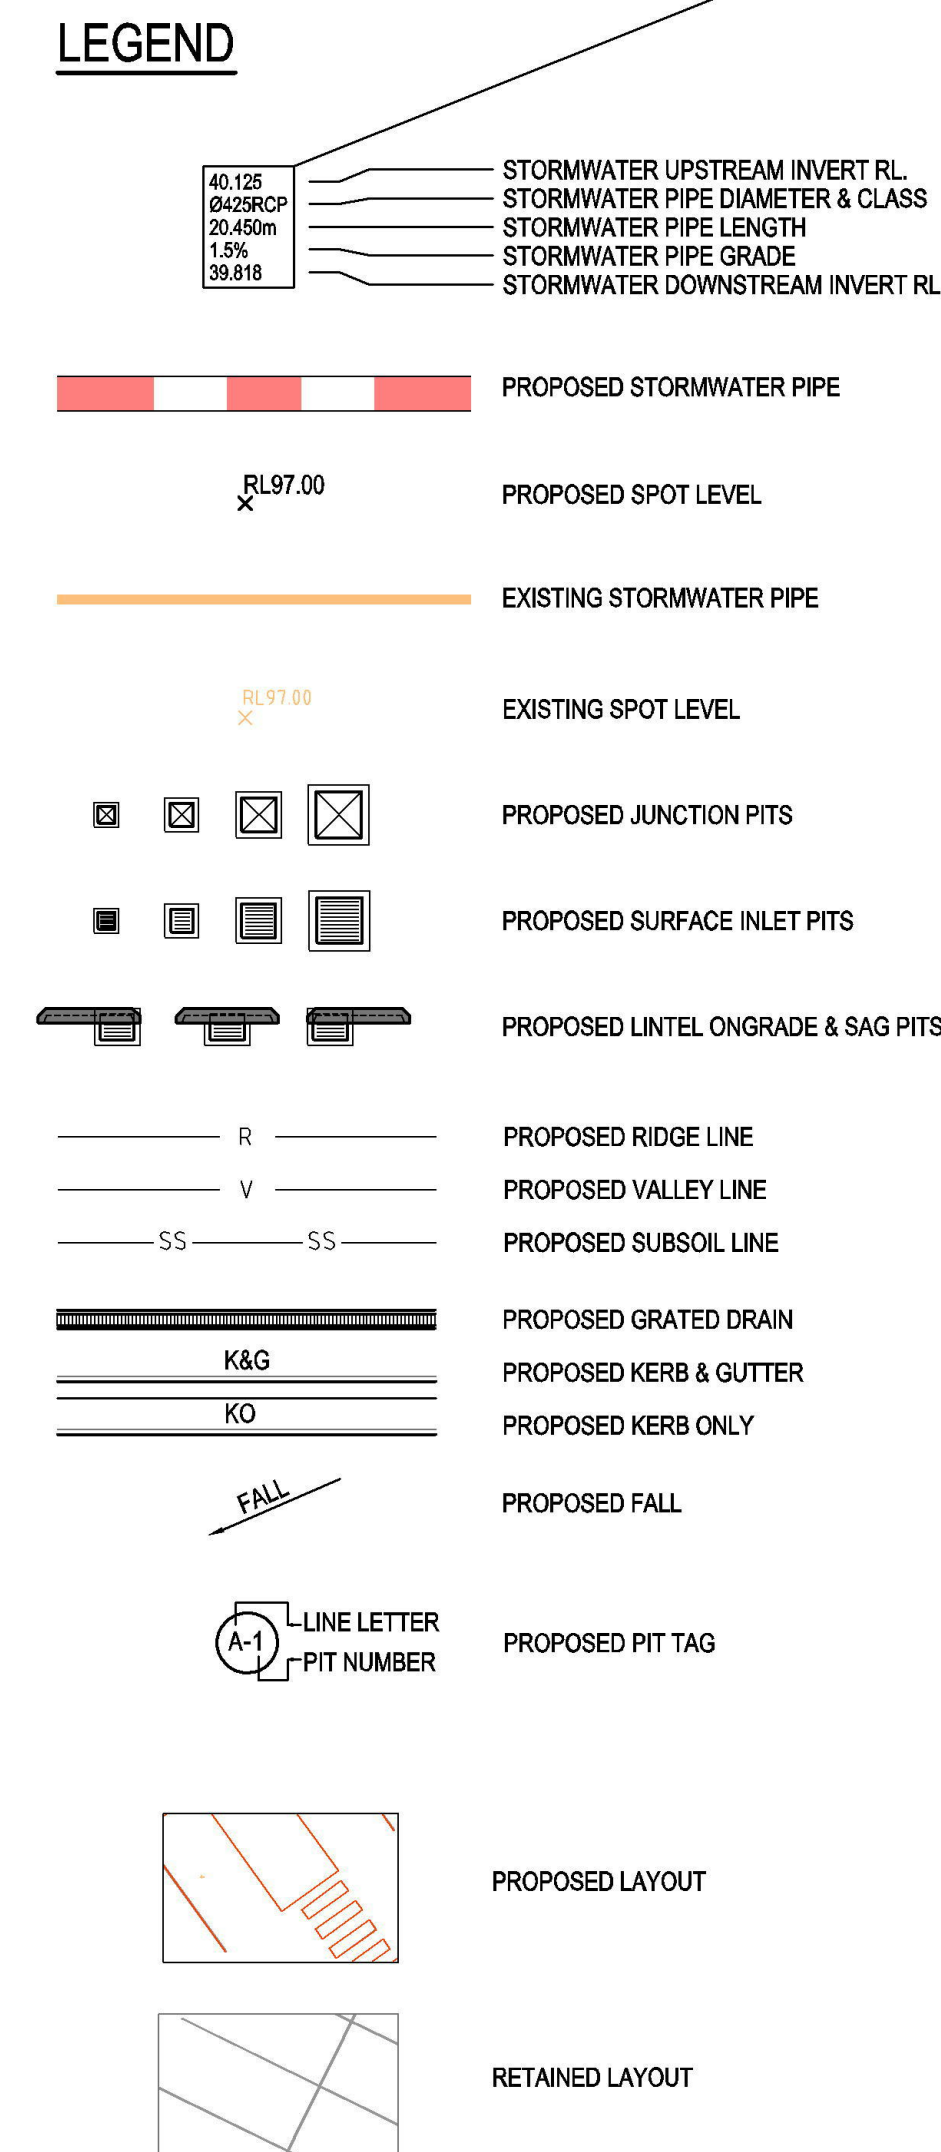 LEGEND
40.125
Ø425RCP
20.450m
1.5%
39.818
STORMWATER UPSTREAM INVERT RL.
STORMWATER PIPE DIAMETER & CLASS
STORMWATER PIPE LENGTH
STORMWATER PIPE GRADE
STORMWATER DOWNSTREAM INVERT RL
PROPOSED STORMWATER PIPE
RL97.00
PROPOSED SPOT LEVEL
EXISTING STORMWATER PIPE
RL97.00
EXISTING SPOT LEVEL
PROPOSED JUNCTION PITS
PROPOSED SURFACE INLET PITS
PROPOSED LINTEL ONGRADE & SAG PITS
R
PROPOSED RIDGE LINE
V
PROPOSED VALLEY LINE
SS SS
PROPOSED SUBSOIL LINE
PROPOSED GRATED DRAIN
K&G
PROPOSED KERB & GUTTER
KO
PROPOSED KERB ONLY
FALL
PROPOSED FALL
A-1
LINE LETTER
PIT NUMBER
PROPOSED PIT TAG
PROPOSED LAYOUT
RETAINED LAYOUT